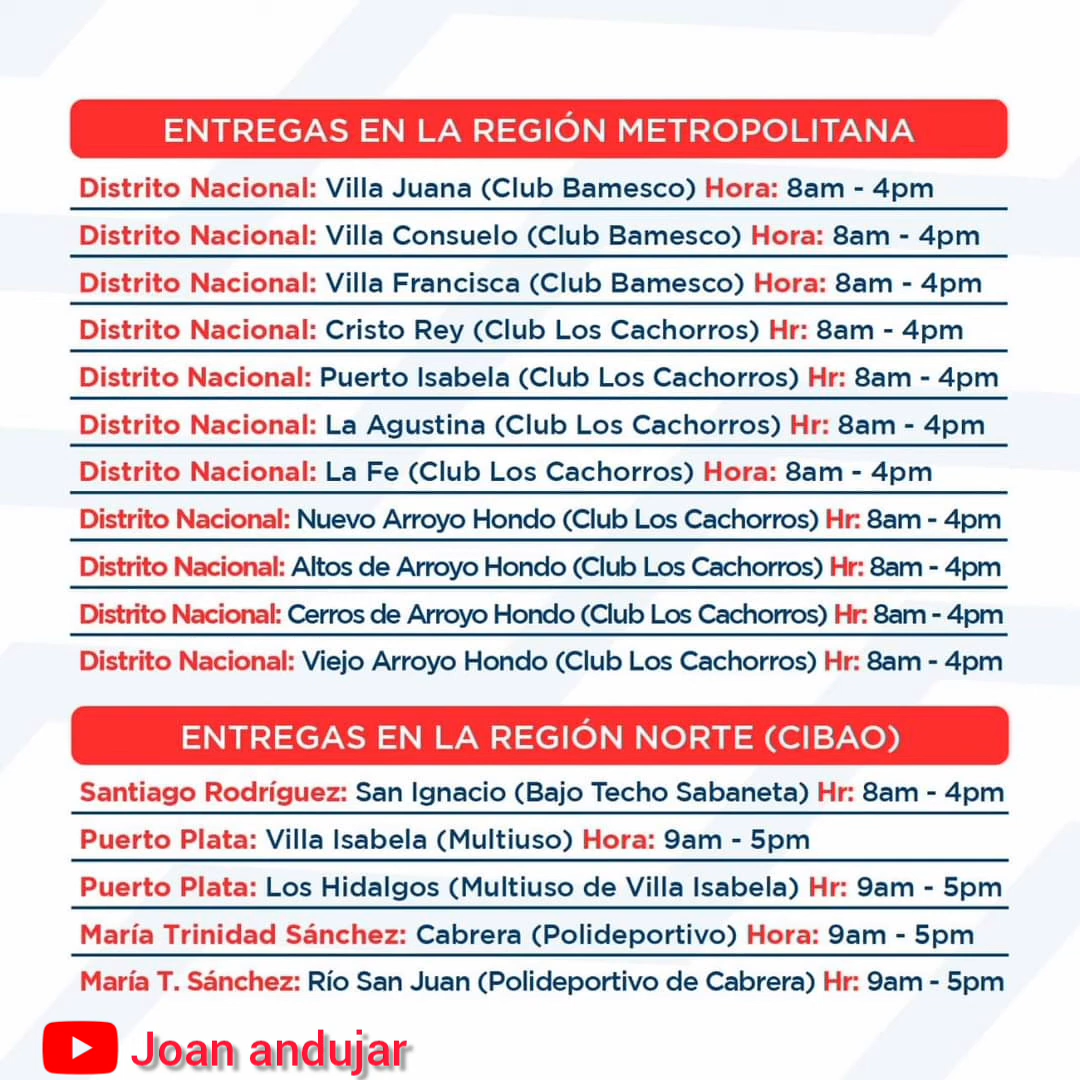 ENTREGAS EN LA REGIÓN METROPOLITANA
Distrito Nacional: Villa Juana (Club Bamesco) Hora: 8am - 4pm
Distrito Nacional: Villa Consuelo (Club Bamesco) Hora: 8am - 4pm
Distrito Nacional: Villa Francisca (Club Bamesco) Hora: 8am - 4pm
Distrito Nacional: Cristo Rey (Club Los Cachorros) Hr: 8am - 4pm
Distrito Nacional: Puerto Isabela (Club Los Cachorros) Hr: 8am - 4pm
Distrito Nacional: La Agustina (Club Los Cachorros) Hr: 8am - 4pm
Distrito Nacional: La Fe (Club Los Cachorros) Hora: 8am - 4pm
Distrito Nacional: Nuevo Arroyo Hondo (Club Los Cachorros) Hr: 8am - 4pm
Distrito Nacional: Altos de Arroyo Hondo (Club Los Cachorros) Hr: 8am - 4pm
Distrito Nacional: Cerros de Arroyo Hondo (Club Los Cachorros) Hr: 8am - 4pm
Distrito Nacional: Viejo Arroyo Hondo (Club Los Cachorros) Hr: 8am - 4pm
ENTREGAS EN LA REGIÓN NORTE (CIBAO)
Santiago Rodríguez: San Ignacio (Bajo Techo Sabaneta) Hr: 8am - 4pm
Puerto Plata: Villa Isabela (Multiuso) Hora: 9am - 5pm
Puerto Plata: Los Hidalgos (Multiuso de Villa Isabela) Hr: 9am - 5pm
María Trinidad Sánchez: Cabrera (Polideportivo) Hora: 9am - 5pm
María T. Sánchez: Río San Juan (Polideportivo de Cabrera) Hr: 9am - 5pm
Joan andujar